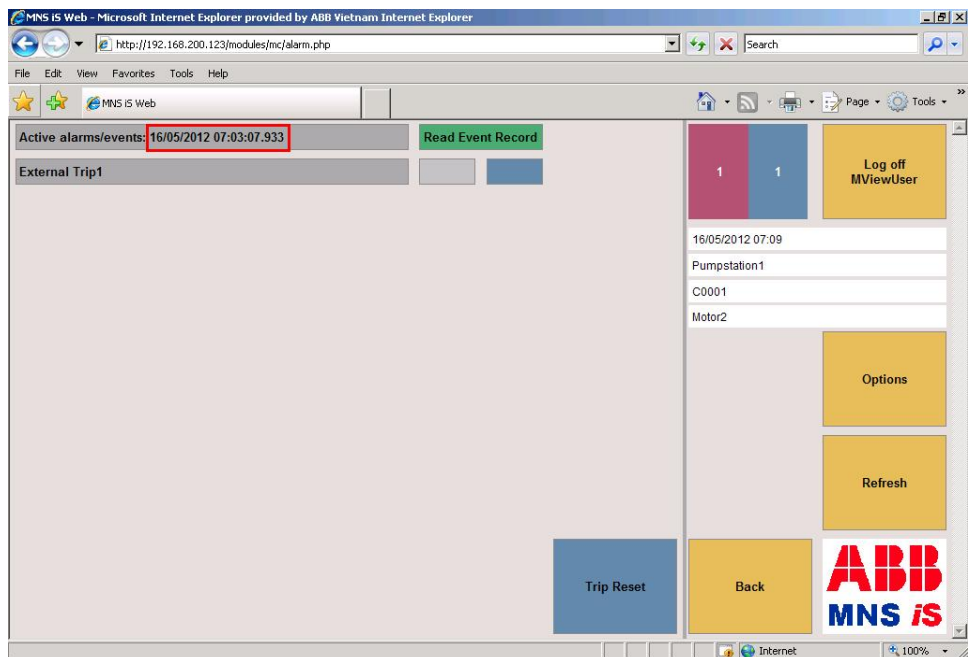 MNS iS Web - Microsoft Internet Explorer provided by ABB Vietnam Internet Explorer
http://192.168.200.123/modules/mc/alarm.php
Search
File Edit View Favorites Tools Help
MNS iS Web
Page Tools
Active alarms/events: 16/05/2012 07:03:07.933
Read Event Record
External Trip1
1 1
Log off
MViewUser
16/05/2012 07:09
Pumpstation1
C0001
Motor2
Options
Refresh
Trip Reset
Back
ABB
MNS iS
Internet
100%